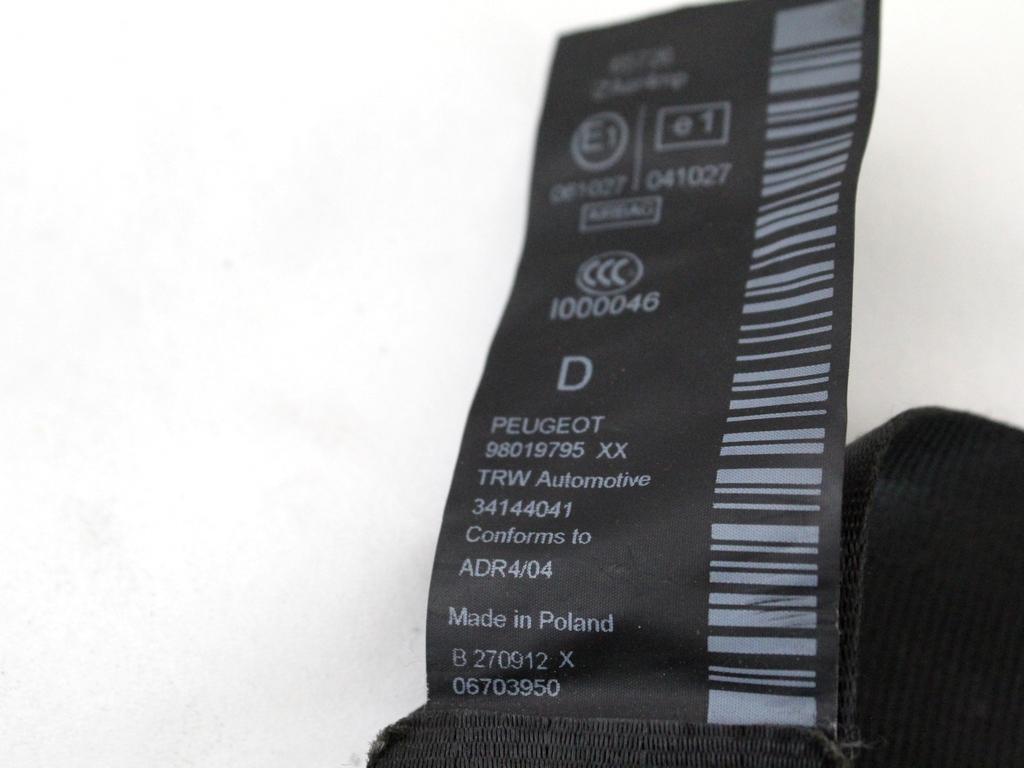 E1 e1
061027 041027
AIRBAG
CCC
I000046
D
PEUGEOT
98019795 XX
TRW Automotive
34144041
Conforms to
ADR4/04
Made in Poland
B 270912 X
06703950